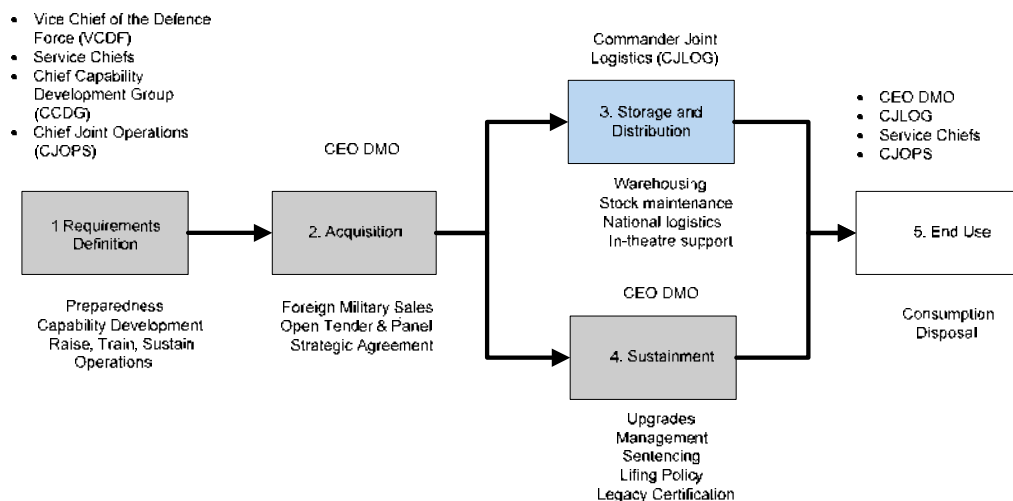 • Vice Chief of the Defence
Force (VCDF)
• Service Chiefs
• Chief Capability
Development Group
(CCDG)
• Chief Joint Operations
(CJOPS)
CEO DMO
Commander Joint
Logistics (CJLOG)
• CEO DMO
• CJLOG
• Service Chiefs
• CJOPS
1 Requirements
Definition
2. Acquisition
3. Storage and
Distribution
5. End Use
Preparedness
Capability Development
Raise, Train, Sustain
Operations
Foreign Military Sales
Open Tender & Panel
Strategic Agreement
Warehousing
Stock maintenance
National logistics
In-theatre support
CEO DMO
4. Sustainment
Upgrades
Management
Sentencing
Lifing Policy
Legacy Certification
Consumption
Disposal